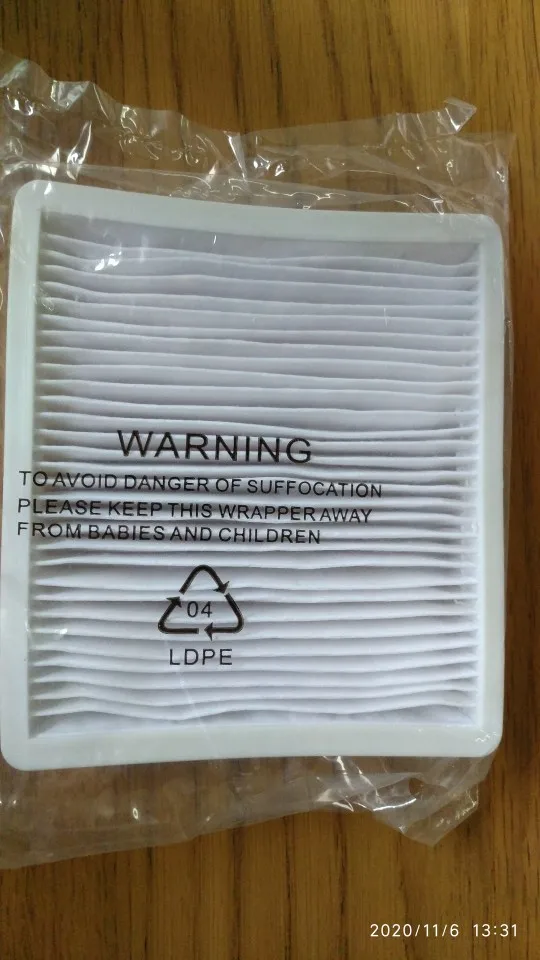 WARNING
TO AVOID DANGER OF SUFFOCATION
PLEASE KEEP THIS WRAPPER AWAY
FROM BABIES AND CHILDREN
04
LDPE
2020/11/6 13:31